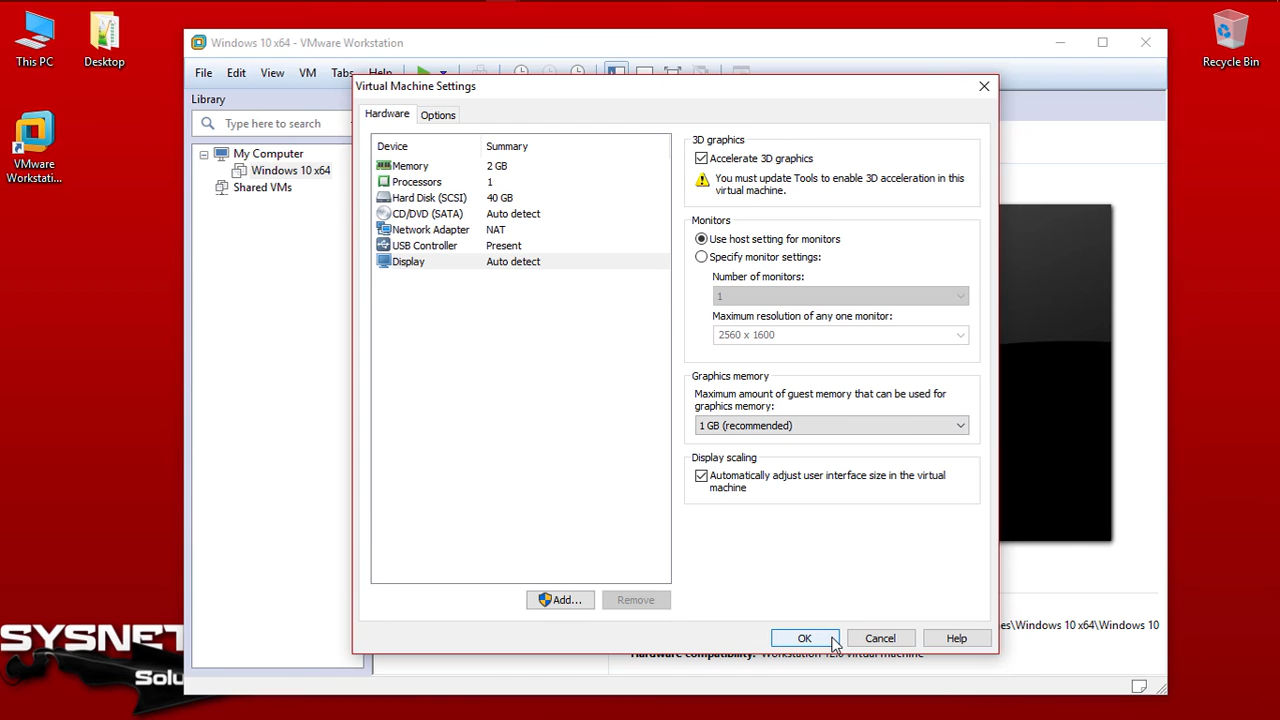 This PC
Desktop
Recycle Bin
VMware
Workstati...
Windows 10 x64 - VMware Workstation
File Edit View VM Tabs Help
Library
Type here to search
My Computer
Windows 10 x64
Shared VMs
Virtual Machine Settings
Hardware Options
Device Summary
Memory 2 GB
Processors 1
Hard Disk (SCSI) 40 GB
CD/DVD (SATA) Auto detect
Network Adapter NAT
USB Controller Present
Display Auto detect
Add... Remove
3D graphics
Accelerate 3D graphics
You must update Tools to enable 3D acceleration in this
virtual machine.
Monitors
Use host setting for monitors
Specify monitor settings:
Number of monitors:
1
Maximum resolution of any one monitor:
2560 x 1600
Graphics memory
Maximum amount of guest memory that can be used for
graphics memory:
1 GB (recommended)
Display scaling
Automatically adjust user interface size in the virtual
machine
OK Cancel Help
es\Windows 10 x64\Windows 10
Hardware compatibility: Workstation 12.0 virtual machine
SYSNET
Solu